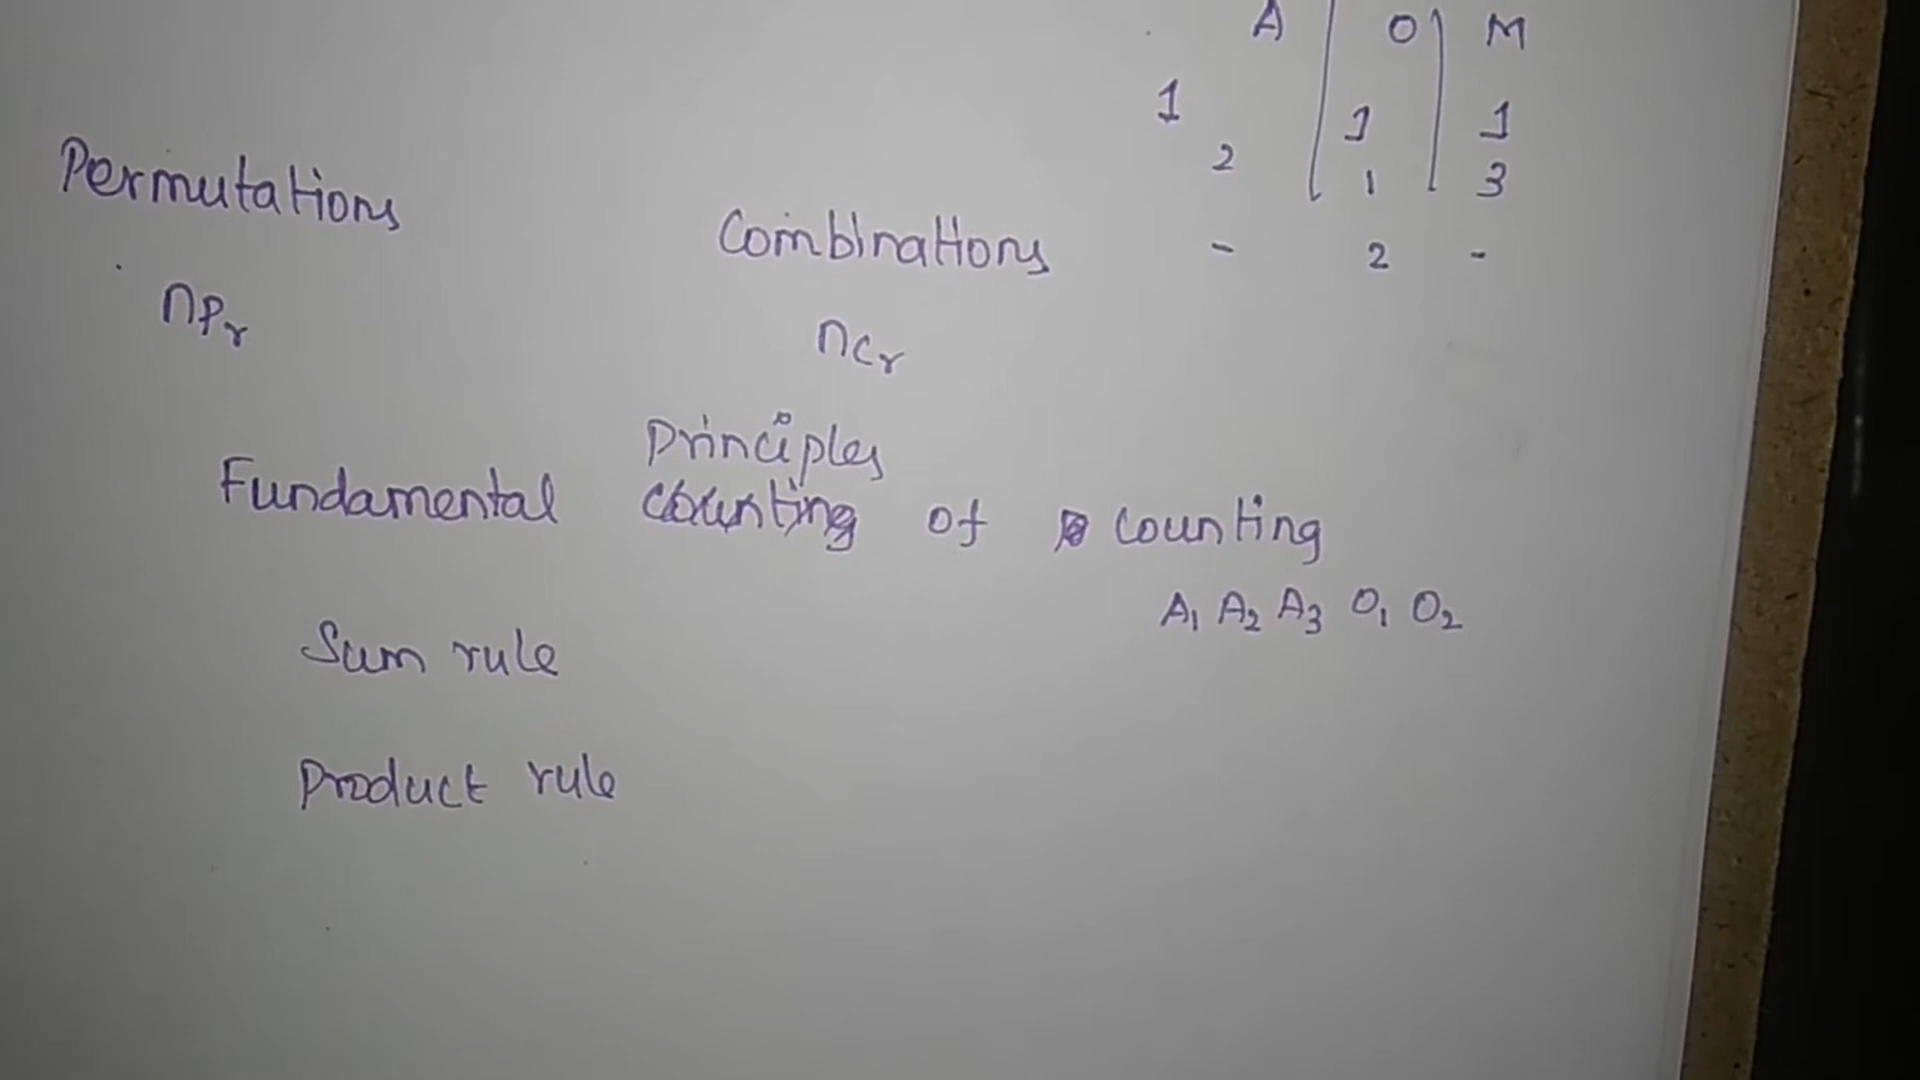 A | O | M
1 1 1
2 1 3
- 2 -
Permutations
Combinations
nPr
ncr
Principles
Fundamental counting of counting
A1 A2 A3 O1 O2
Sum rule
Product rule